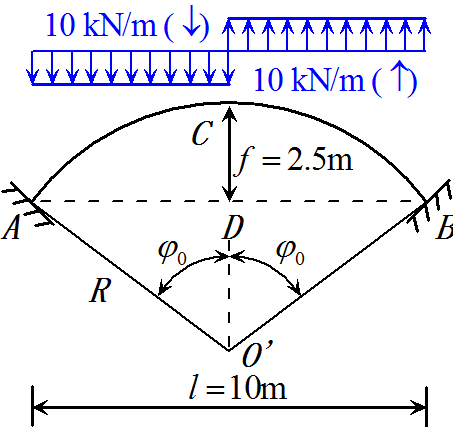 10 kN/m (↓)
10 kN/m (↑)
C
f = 2.5m
A
D
B
φ₀
φ₀
R
O'
l = 10m